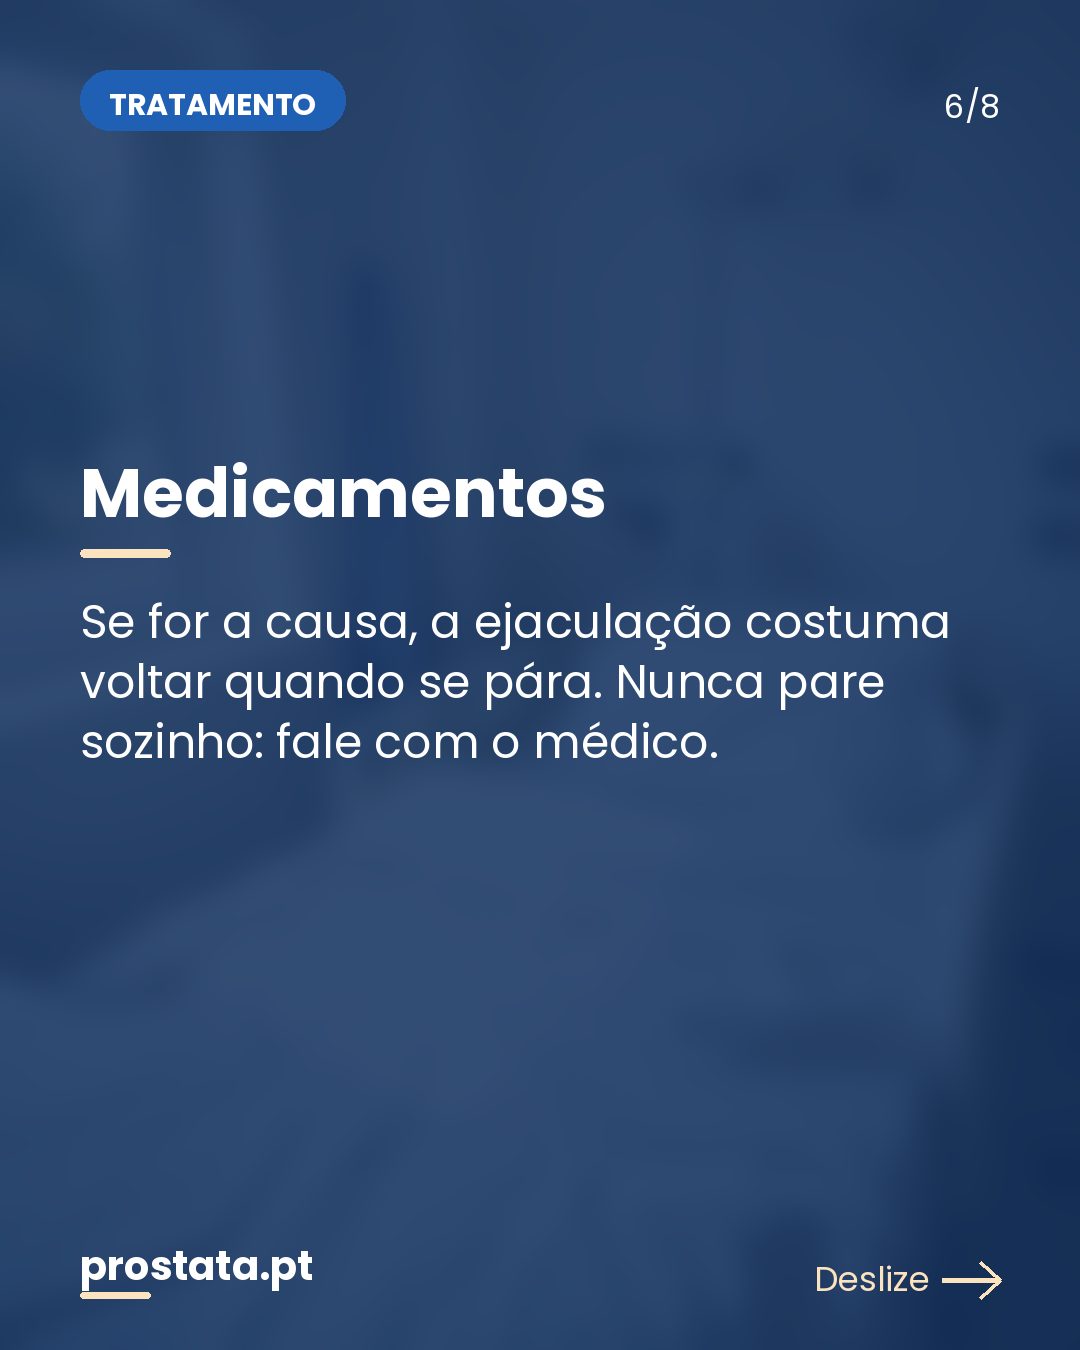 TRATAMENTO
6/8
Medicamentos
Se for a causa, a ejaculação costuma
voltar quando se pára. Nunca pare
sozinho: fale com o médico.
prostata.pt
Deslize